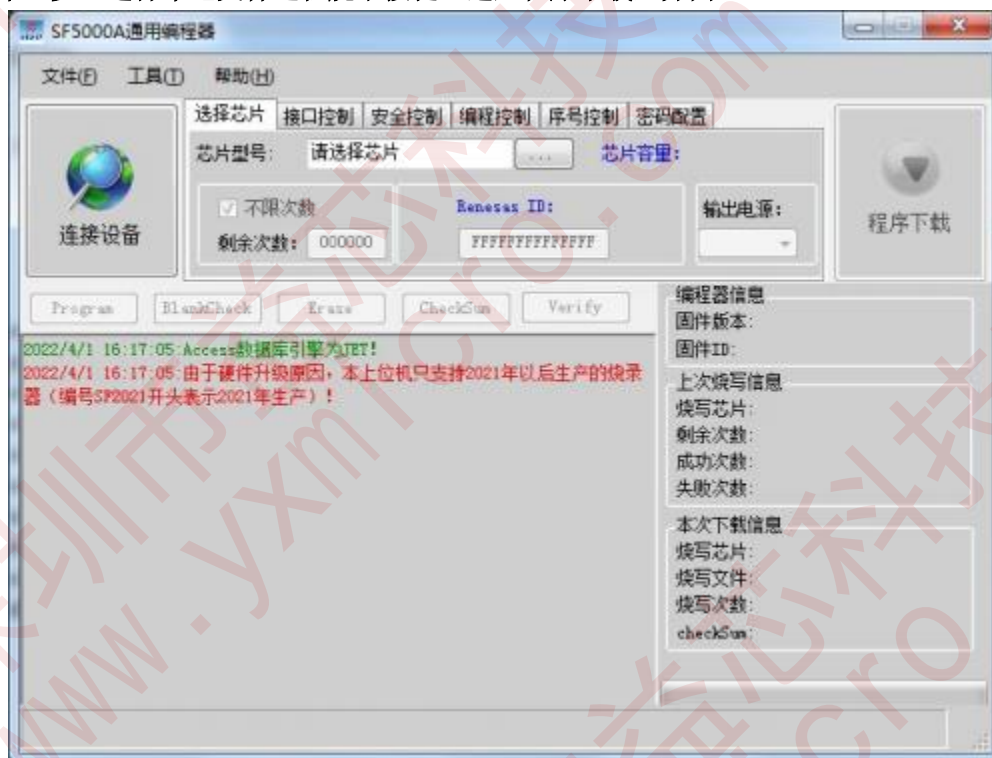 SF5000A通用编程器
文件(F) 工具(T) 帮助(H)
选择芯片 接口控制 安全控制 编程控制 序号控制 密码配置
芯片型号: 请选择芯片 ... 芯片容量:
连接设备
不限次数
剩余次数: 000000
Renesas ID:
FFFFFFFFFFFFFF
输出电源:
程序下载
Program BlankCheck Erase CheckSum Verify
2022/4/1 16:17:05:Access数据库引擎为JET!
2022/4/1 16:17:05:由于硬件升级原因，本上位机只支持2021年以后生产的烧录
器（编号SF2021开头表示2021年生产）!
编程器信息
固件版本:
固件ID:
上次烧写信息
烧写芯片:
剩余次数:
成功次数:
失败次数:
本次下载信息
烧写芯片:
烧写文件:
烧写次数:
checkSum:
www.yxmcro.com